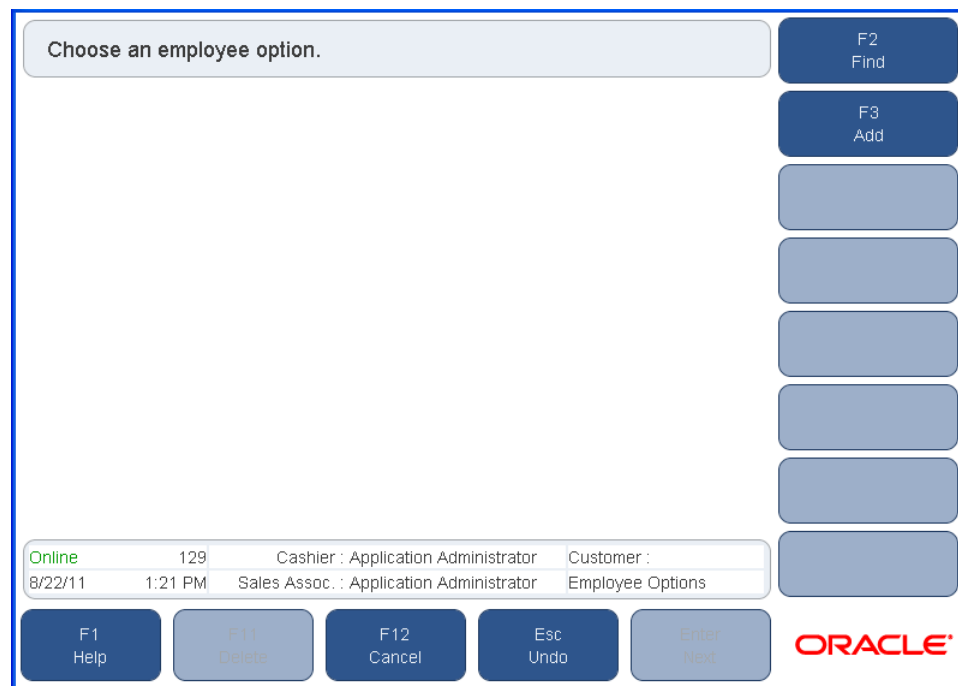 Choose an employee option.
F2
Find
F3
Add
Online 129 Cashier : Application Administrator Customer :
8/22/11 1:21 PM Sales Assoc. : Application Administrator Employee Options
F1
Help
F11
Delete
F12
Cancel
Esc
Undo
Enter
Next
ORACLE